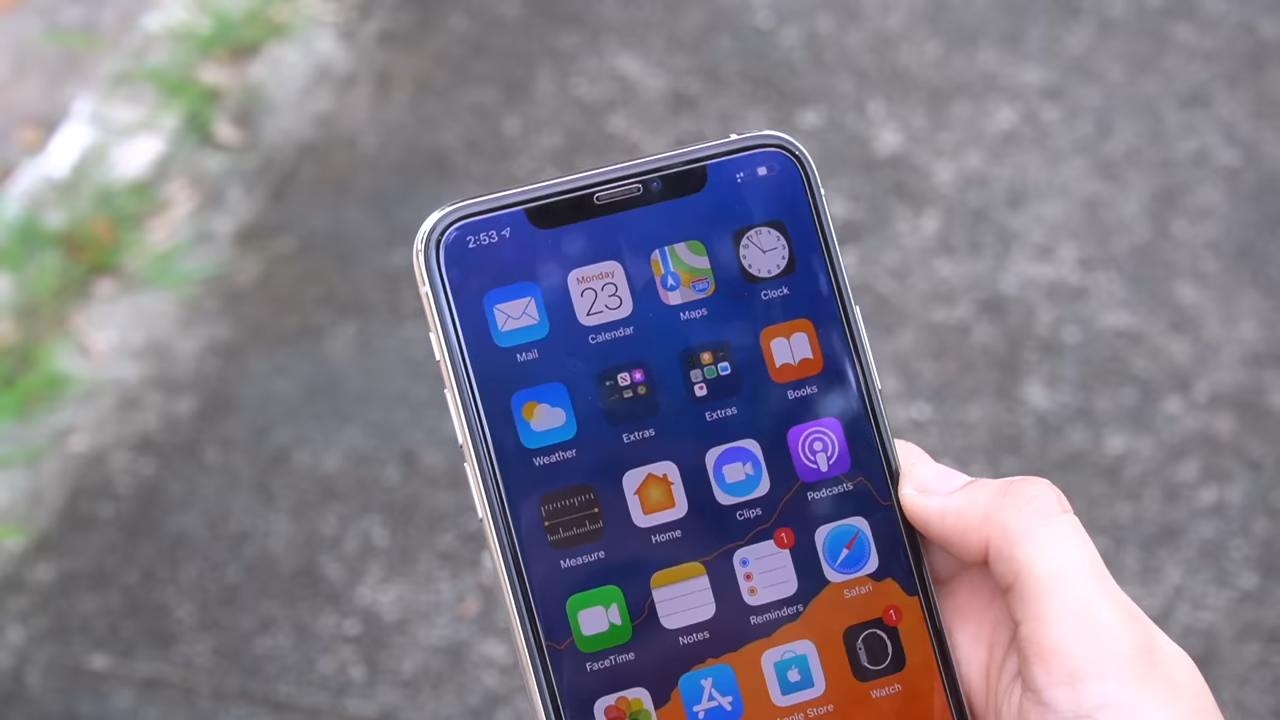 2:53
Monday
23
Mail
Calendar
Maps
Clock
Weather
Extras
Extras
Books
Measure
Home
Clips
Podcasts
FaceTime
Notes
1
Reminders
Safari
Apple Store
1
Watch